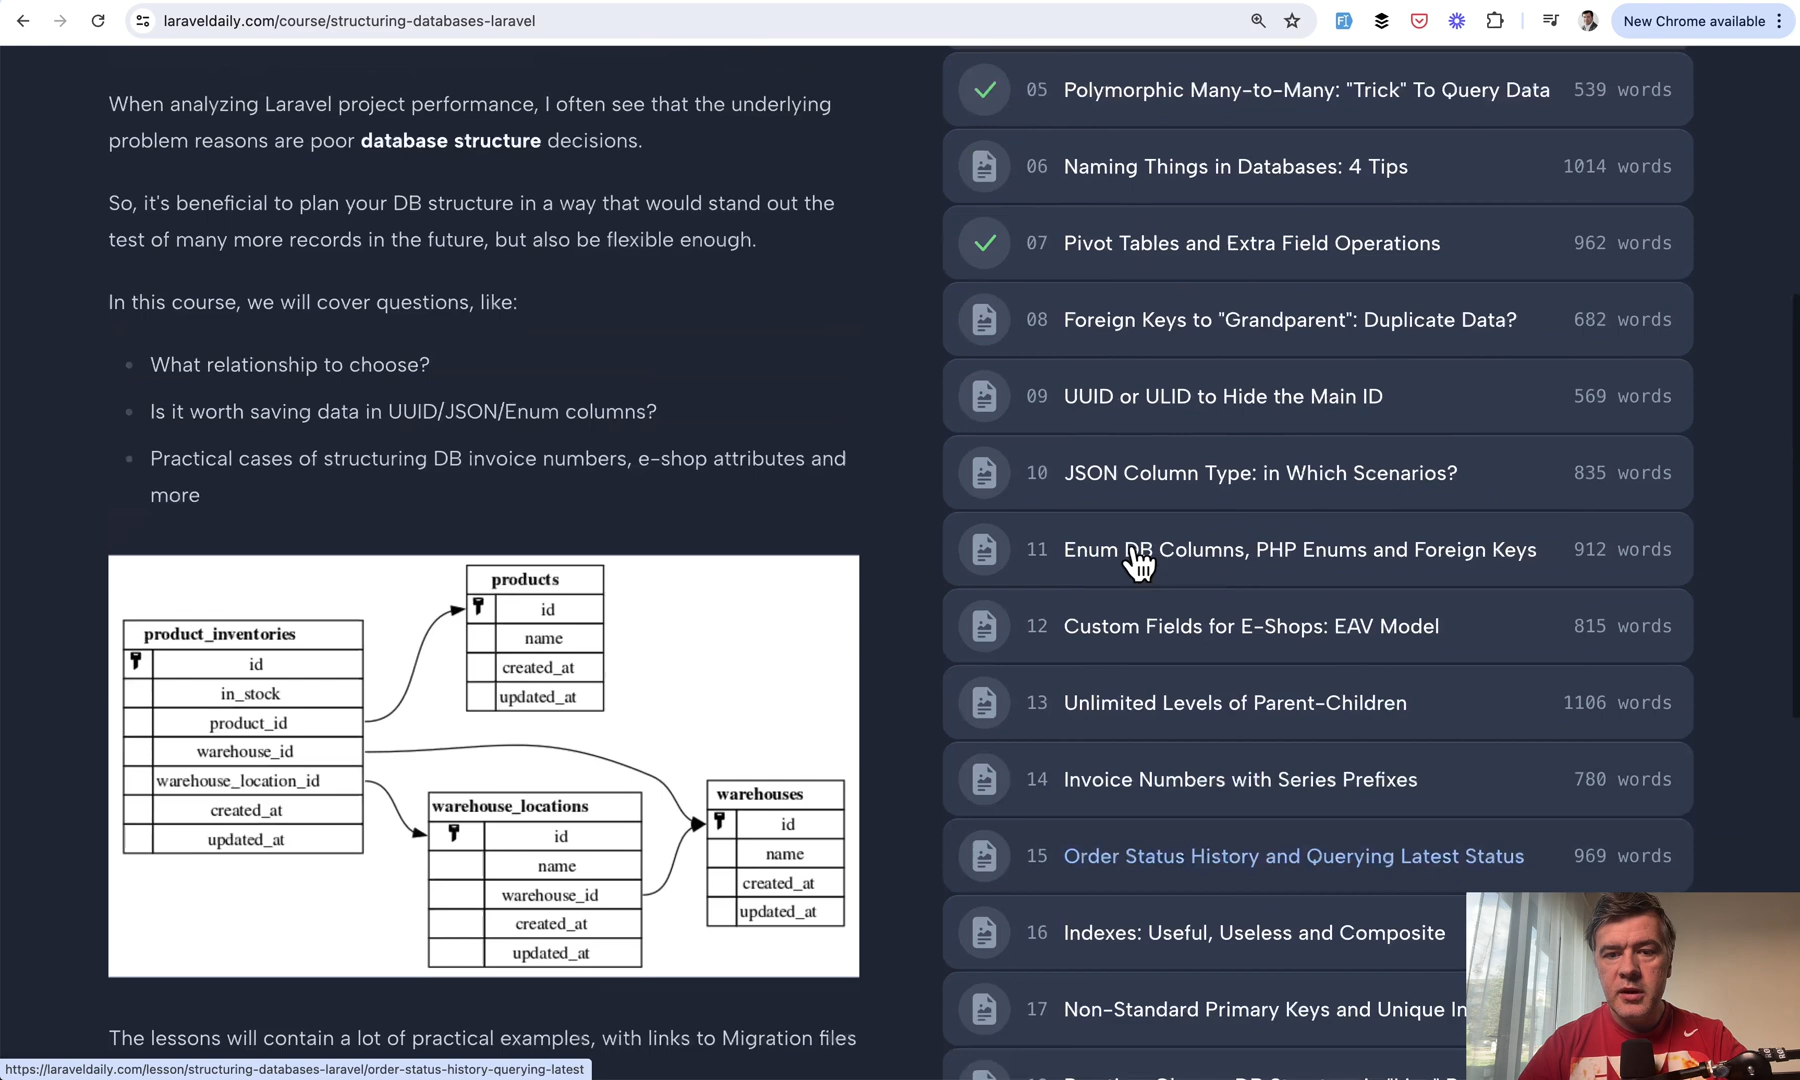 laraveldaily.com/course/structuring-databases-laravel
New Chrome available
When analyzing Laravel project performance, I often see that the underlying
problem reasons are poor database structure decisions.
So, it's beneficial to plan your DB structure in a way that would stand out the
test of many more records in the future, but also be flexible enough.
In this course, we will cover questions, like:
What relationship to choose?
Is it worth saving data in UUID/JSON/Enum columns?
Practical cases of structuring DB invoice numbers, e-shop attributes and
more
products
id
name
created_at
updated_at
product_inventories
id
in_stock
product_id
warehouse_id
warehouse_location_id
created_at
updated_at
warehouse_locations
id
name
warehouse_id
created_at
updated_at
warehouses
id
name
created_at
updated_at
The lessons will contain a lot of practical examples, with links to Migration files
https://laraveldaily.com/lesson/structuring-databases-laravel/order-status-history-querying-latest
05 Polymorphic Many-to-Many: "Trick" To Query Data 539 words
06 Naming Things in Databases: 4 Tips 1014 words
07 Pivot Tables and Extra Field Operations 962 words
08 Foreign Keys to "Grandparent": Duplicate Data? 682 words
09 UUID or ULID to Hide the Main ID 569 words
10 JSON Column Type: in Which Scenarios? 835 words
11 Enum DB Columns, PHP Enums and Foreign Keys 912 words
12 Custom Fields for E-Shops: EAV Model 815 words
13 Unlimited Levels of Parent-Children 1106 words
14 Invoice Numbers with Series Prefixes 780 words
15 Order Status History and Querying Latest Status 969 words
16 Indexes: Useful, Useless and Composite
17 Non-Standard Primary Keys and Unique In